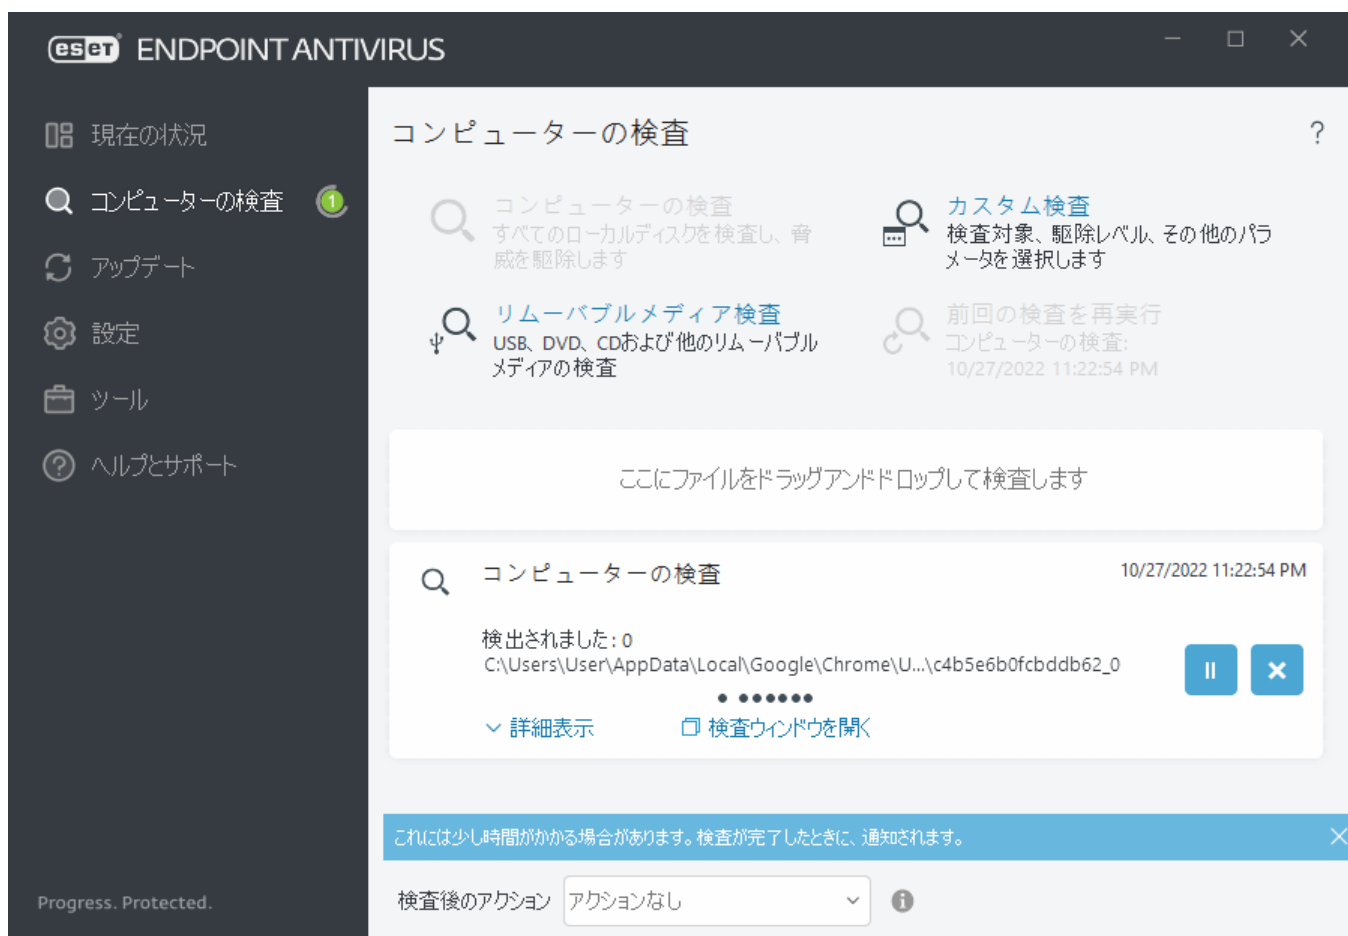 eset ENDPOINT ANTIVIRUS
現在の状況
コンピューターの検査 1
アップデート
設定
ツール
ヘルプとサポート
Progress. Protected.
コンピューターの検査
?
コンピューターの検査
すべてのローカルディスクを検査し、脅
威を駆除します
カスタム検査
検査対象、駆除レベル、その他のパラ
メータを選択します
リムーバブルメディア検査
USB、DVD、CDおよび他のリムーバブル
メディアの検査
前回の検査を再実行
コンピューターの検査:
10/27/2022 11:22:54 PM
ここにファイルをドラッグアンドドロップして検査します
コンピューターの検査
10/27/2022 11:22:54 PM
検出されました: 0
C:\Users\User\AppData\Local\Google\Chrome\U...\c4b5e6b0fcbddb62_0
詳細表示
検査ウィンドウを開く
これには少し時間がかかる場合があります。検査が完了したときに、通知されます。
検査後のアクション アクションなし